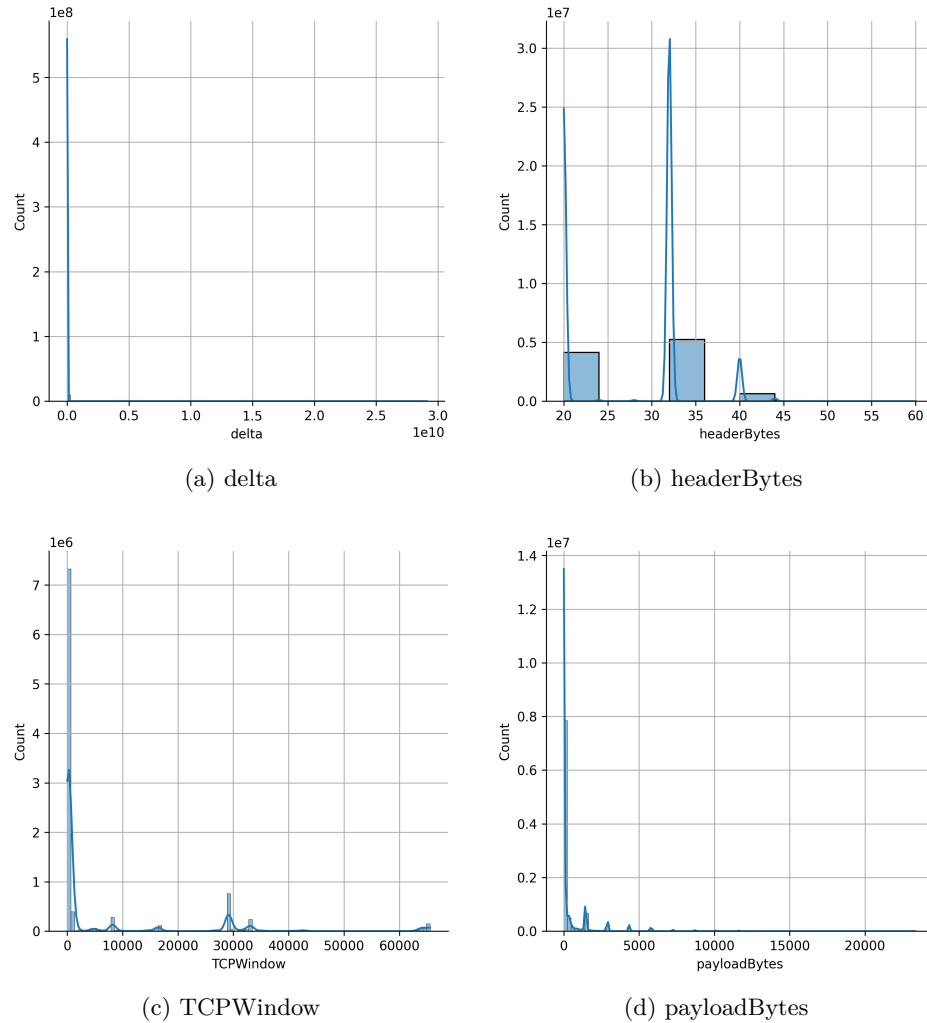 1e8
5
4
3
2
1
0
Count
0.0 0.5 1.0 1.5 2.0 2.5 3.0
1e10
delta
(a) delta
1e7
3.0
2.5
2.0
1.5
1.0
0.5
0.0
Count
20 25 30 35 40 45 50 55 60
headerBytes
(b) headerBytes
1e6
7
6
5
4
3
2
1
0
Count
0 10000 20000 30000 40000 50000 60000
TCPWindow
(c) TCPWindow
1e7
1.4
1.2
1.0
0.8
0.6
0.4
0.2
0.0
Count
0 5000 10000 15000 20000
payloadBytes
(d) payloadBytes